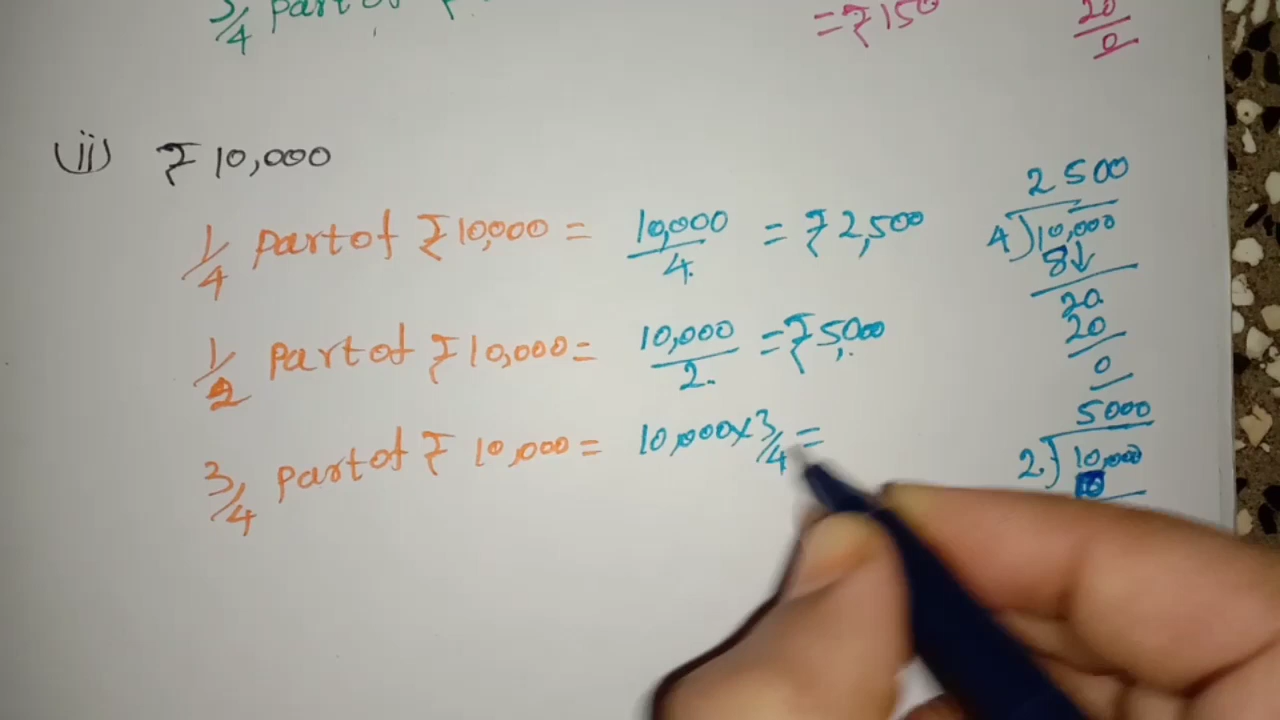 3/4 part of
= ₹150
20
0
(ii) ₹10,000
1/4 part of ₹10,000 = 10,000/4 = ₹2,500
1/2 part of ₹10,000 = 10,000/2 = ₹5,000
3/4 part of ₹10,000 = 10,000×3/4 =
2500
4)10,000
8↓
20
20
0
5000
2)10,000
10